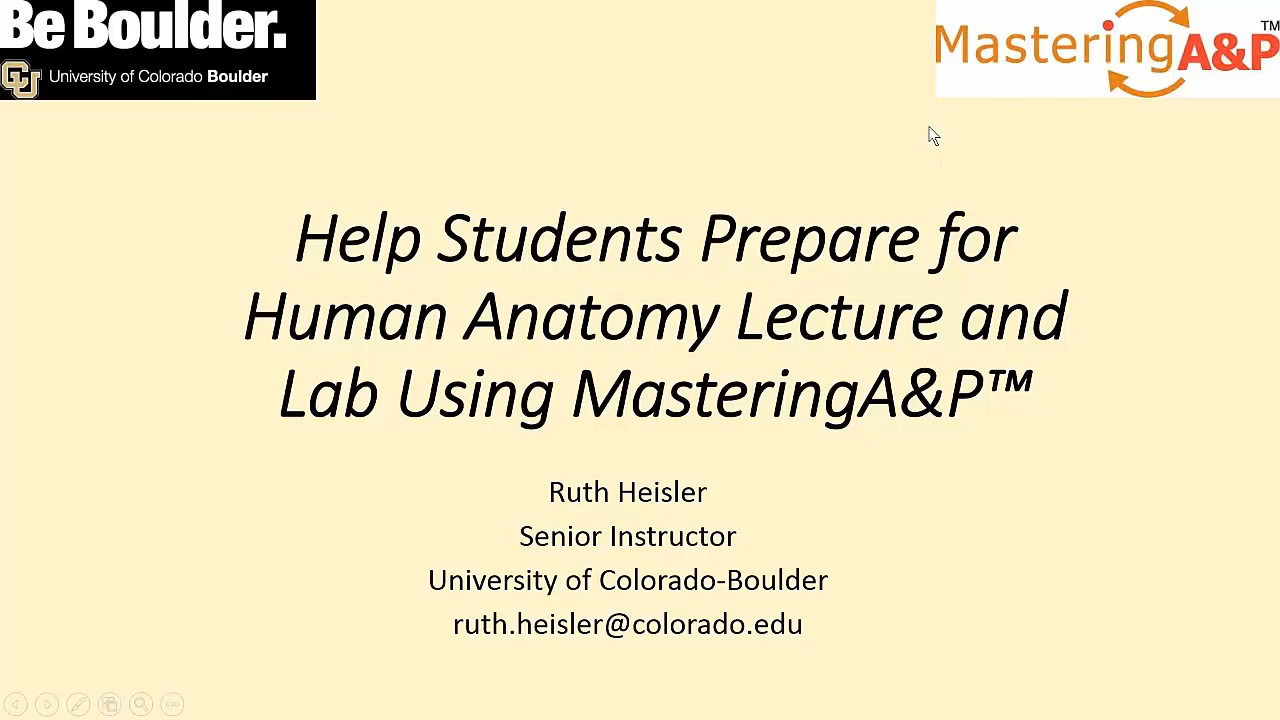 Be Boulder.
University of Colorado Boulder
MasteringA&P™
Help Students Prepare for
Human Anatomy Lecture and
Lab Using MasteringA&P™
Ruth Heisler
Senior Instructor
University of Colorado-Boulder
ruth.heisler@colorado.edu